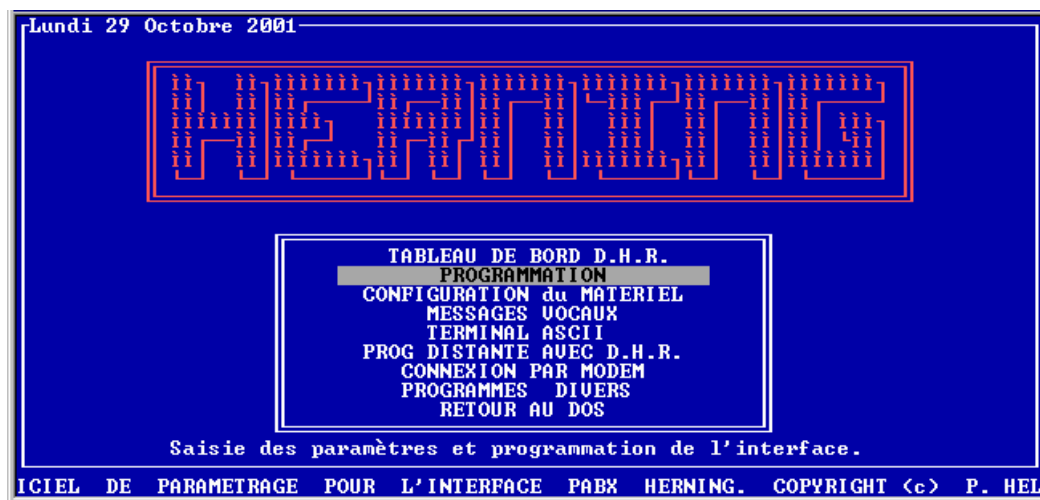 Lundi 29 Octobre 2001
HERNING
TABLEAU DE BORD D.H.R.
PROGRAMMATION
CONFIGURATION du MATERIEL
MESSAGES VOCAUX
TERMINAL ASCII
PROG DISTANTE AVEC D.H.R.
CONNEXION PAR MODEM
PROGRAMMES DIVERS
RETOUR AU DOS
Saisie des paramètres et programmation de l'interface.
ICIEL DE PARAMETRAGE POUR L'INTERFACE PABX HERNING. COPYRIGHT (c) P. HEL